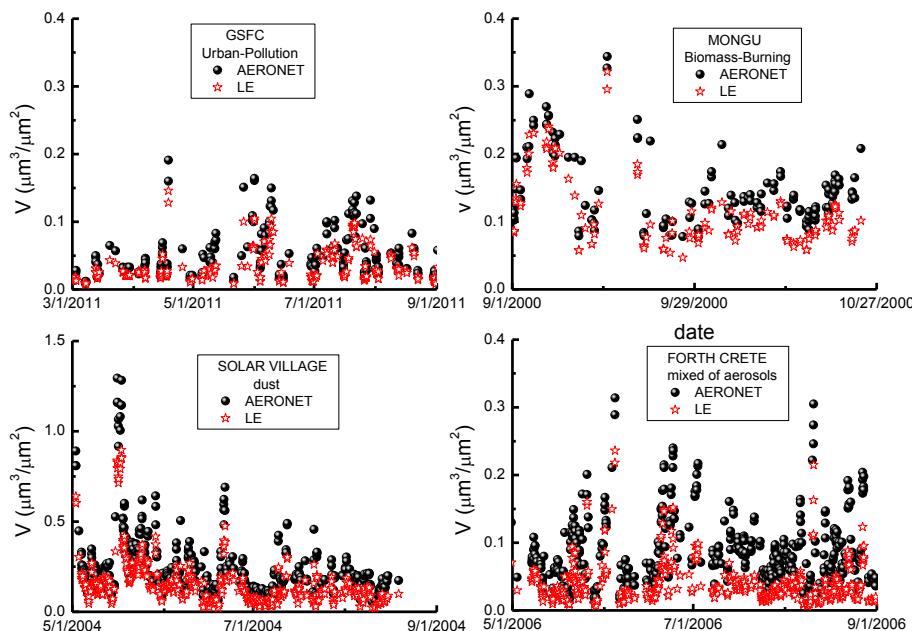 0.4
0.3
0.2
0.1
0.0
V (μm³/μm²)
GSFC
Urban-Pollution
AERONET
LE
3/1/2011 5/1/2011 7/1/2011 9/1/2011
0.4
0.3
0.2
0.1
0.0
V (μm³/μm²)
MONGU
Biomass-Burning
AERONET
LE
9/1/2000 9/29/2000 10/27/2000
date
1.5
1.0
0.5
0.0
V (μm³/μm²)
SOLAR VILLAGE
dust
AERONET
LE
5/1/2004 7/1/2004 9/1/2004
0.4
0.3
0.2
0.1
0.0
V (μm³/μm²)
FORTH CRETE
mixed of aerosols
AERONET
LE
5/1/2006 7/1/2006 9/1/2006